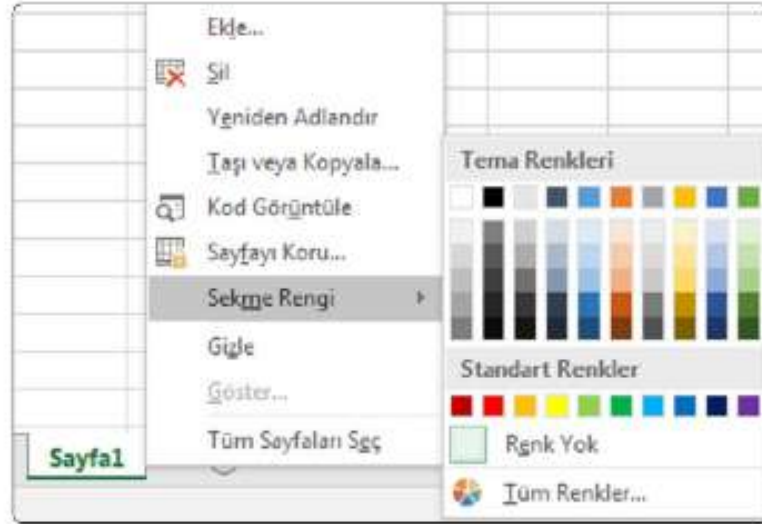 Ekle...
Sil
Yeniden Adlandır
Taşı veya Kopyala...
Kod Görüntüle
Sayfayı Koru...
Sekme Rengi
Gizle
Göster...
Tüm Sayfaları Seç
Tema Renkleri
Standart Renkler
Renk Yok
Tüm Renkler...
Sayfa1